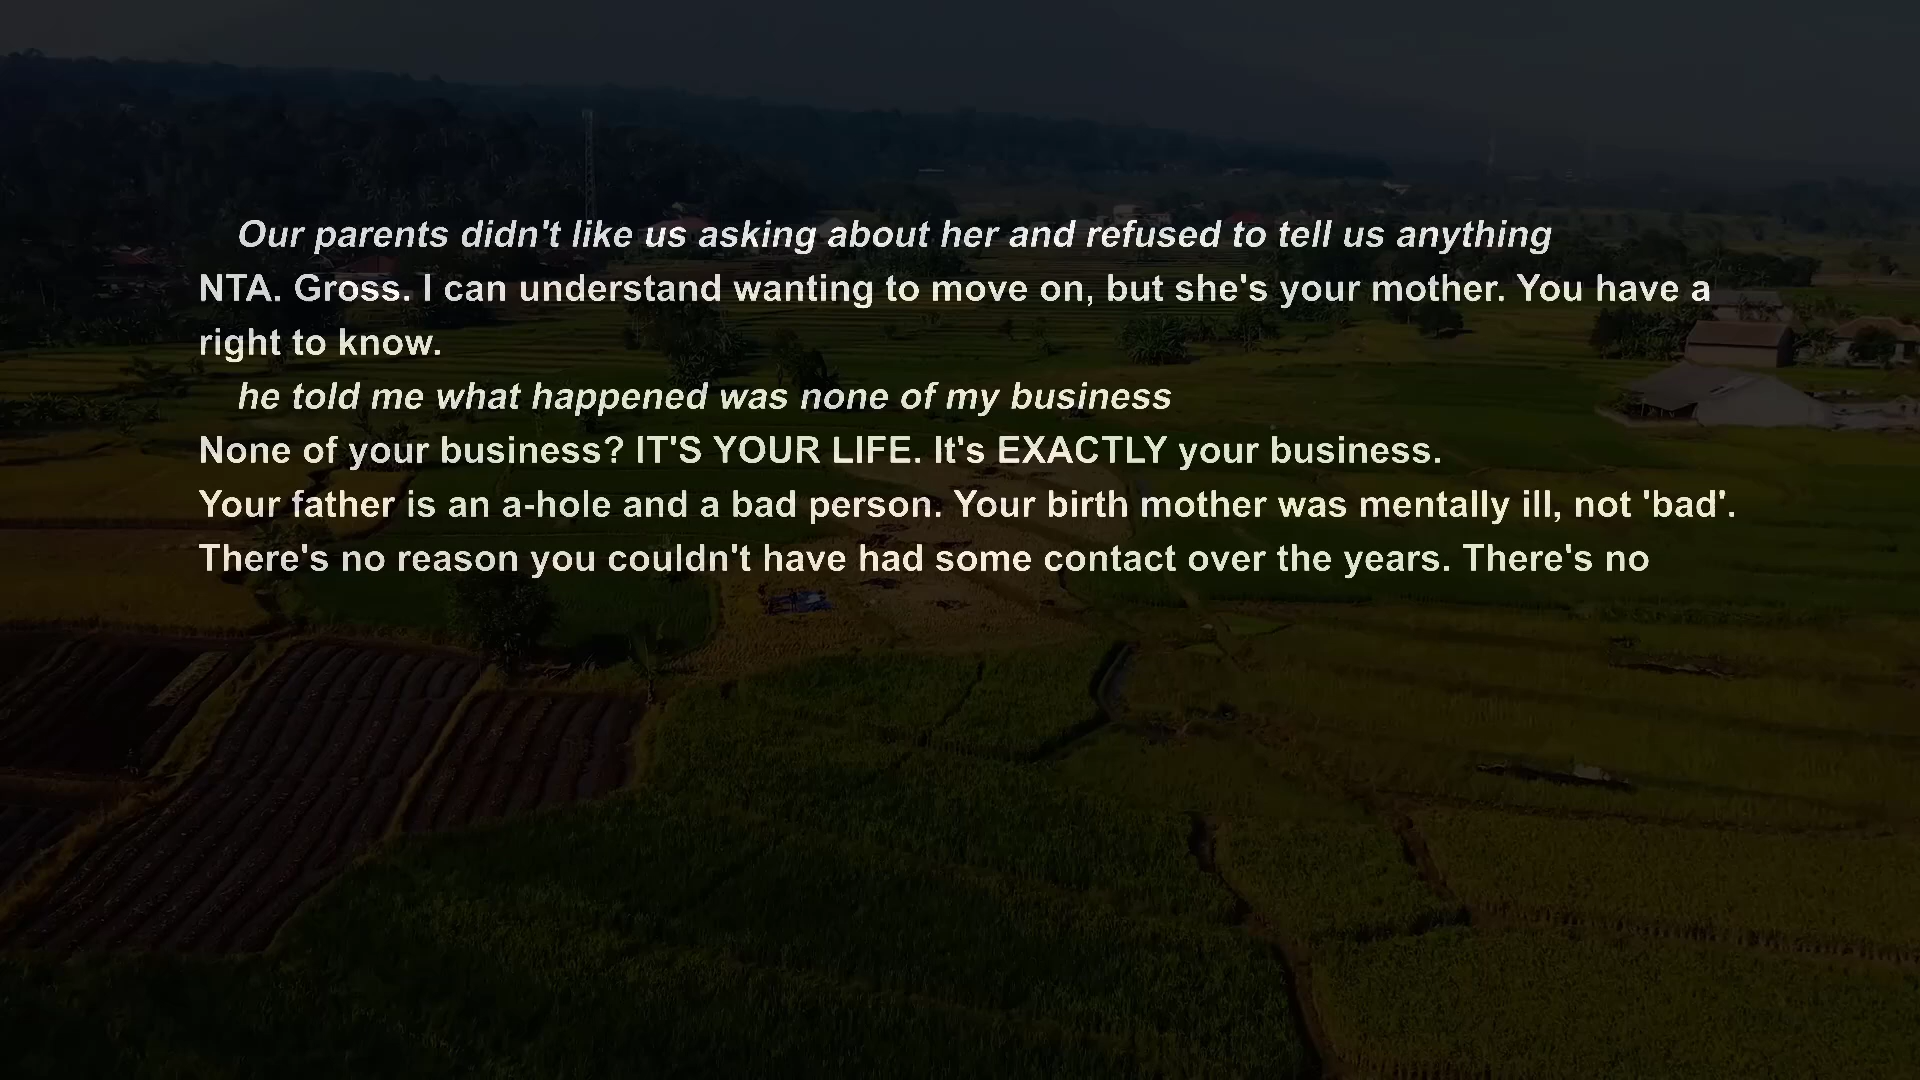 Our parents didn't like us asking about her and refused to tell us anything
NTA. Gross. I can understand wanting to move on, but she's your mother. You have a
right to know.
he told me what happened was none of my business
None of your business? IT'S YOUR LIFE. It's EXACTLY your business.
Your father is an a-hole and a bad person. Your birth mother was mentally ill, not 'bad'.
There's no reason you couldn't have had some contact over the years. There's no